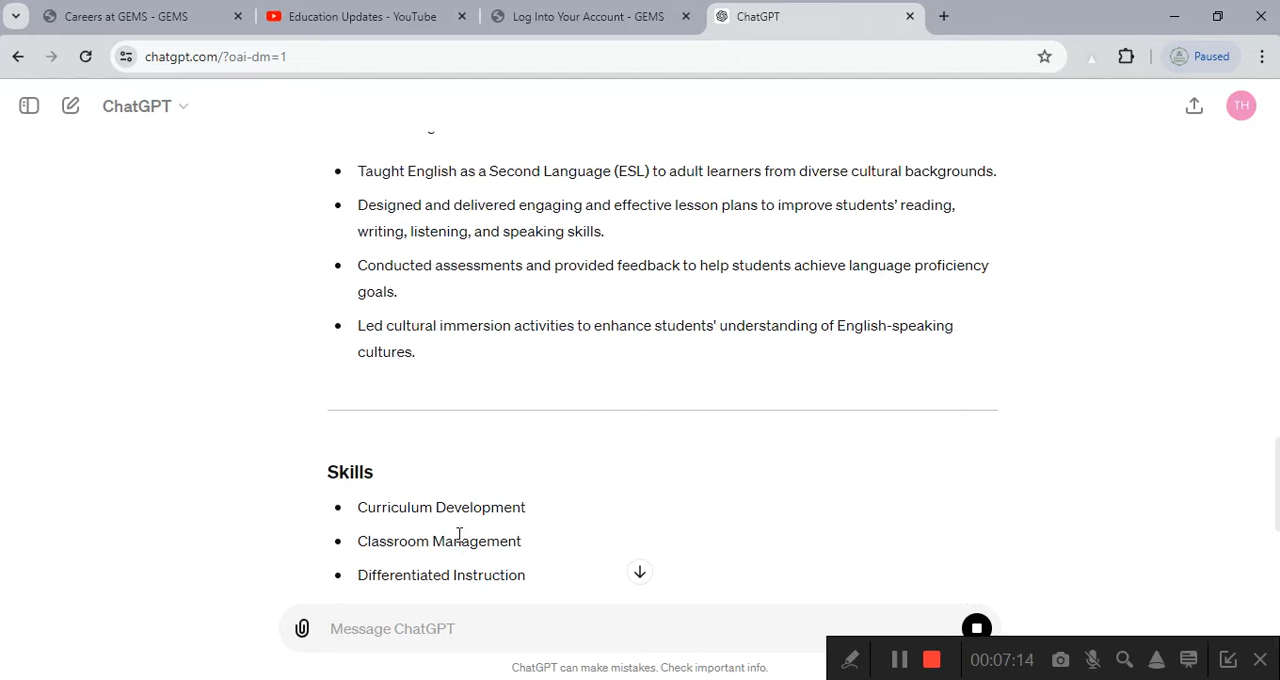 Careers at GEMS - GEMS
Education Updates - YouTube
Log Into Your Account - GEMS
ChatGPT
chatgpt.com/?oai-dm=1
Paused
ChatGPT
TH
Taught English as a Second Language (ESL) to adult learners from diverse cultural backgrounds.
Designed and delivered engaging and effective lesson plans to improve students' reading,
writing, listening, and speaking skills.
Conducted assessments and provided feedback to help students achieve language proficiency
goals.
Led cultural immersion activities to enhance students' understanding of English-speaking
cultures.
Skills
Curriculum Development
Classroom Management
Differentiated Instruction
Message ChatGPT
ChatGPT can make mistakes. Check important info.
00:07:14